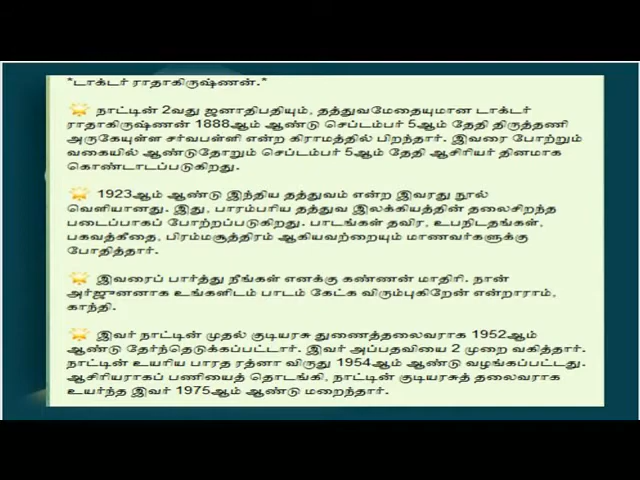 *டாக்டர் ராதாகிருஷ்ணன்.*
🌟 நாட்டின் 2வது ஜனாதிபதியும், தத்துவமேதையுமான டாக்டர்
ராதாகிருஷ்ணன் 1888ஆம் ஆண்டு செப்டம்பர் 5ஆம் தேதி திருத்தணி
அருகேயுள்ள சர்வபள்ளி என்ற கிராமத்தில் பிறந்தார். இவரை போற்றும்
வகையில் ஆண்டுதோறும் செப்டம்பர் 5ஆம் தேதி ஆசிரியர் தினமாக
கொண்டாடப்படுகிறது.
🌟 1923ஆம் ஆண்டு இந்திய தத்துவம் என்ற இவரது நூல்
வெளியானது. இது, பாரம்பரிய தத்துவ இலக்கியத்தின் தலைசிறந்த
படைப்பாகப் போற்றப்படுகிறது. பாடங்கள் தவிர, உபநிடதங்கள்,
பகவத்கீதை, பிரம்மசூத்திரம் ஆகியவற்றையும் மாணவர்களுக்கு
போதித்தார்.
🌟 இவரைப் பார்த்து நீங்கள் எனக்கு கண்ணன் மாதிரி. நான்
அர்ஜுனனாக உங்களிடம் பாடம் கேட்க விரும்புகிறேன் என்றாராம்,
காந்தி.
🌟 இவர் நாட்டின் முதல் குடியரசு துணைத்தலைவராக 1952ஆம்
ஆண்டு தேர்ந்தெடுக்கப்பட்டார். இவர் அப்பதவியை 2 முறை வகித்தார்.
நாட்டின் உயரிய பாரத ரத்னா விருது 1954ஆம் ஆண்டு வழங்கப்பட்டது.
ஆசிரியராகப் பணியைத் தொடங்கி, நாட்டின் குடியரசுத் தலைவராக
உயர்ந்த இவர் 1975ஆம் ஆண்டு மறைந்தார்.